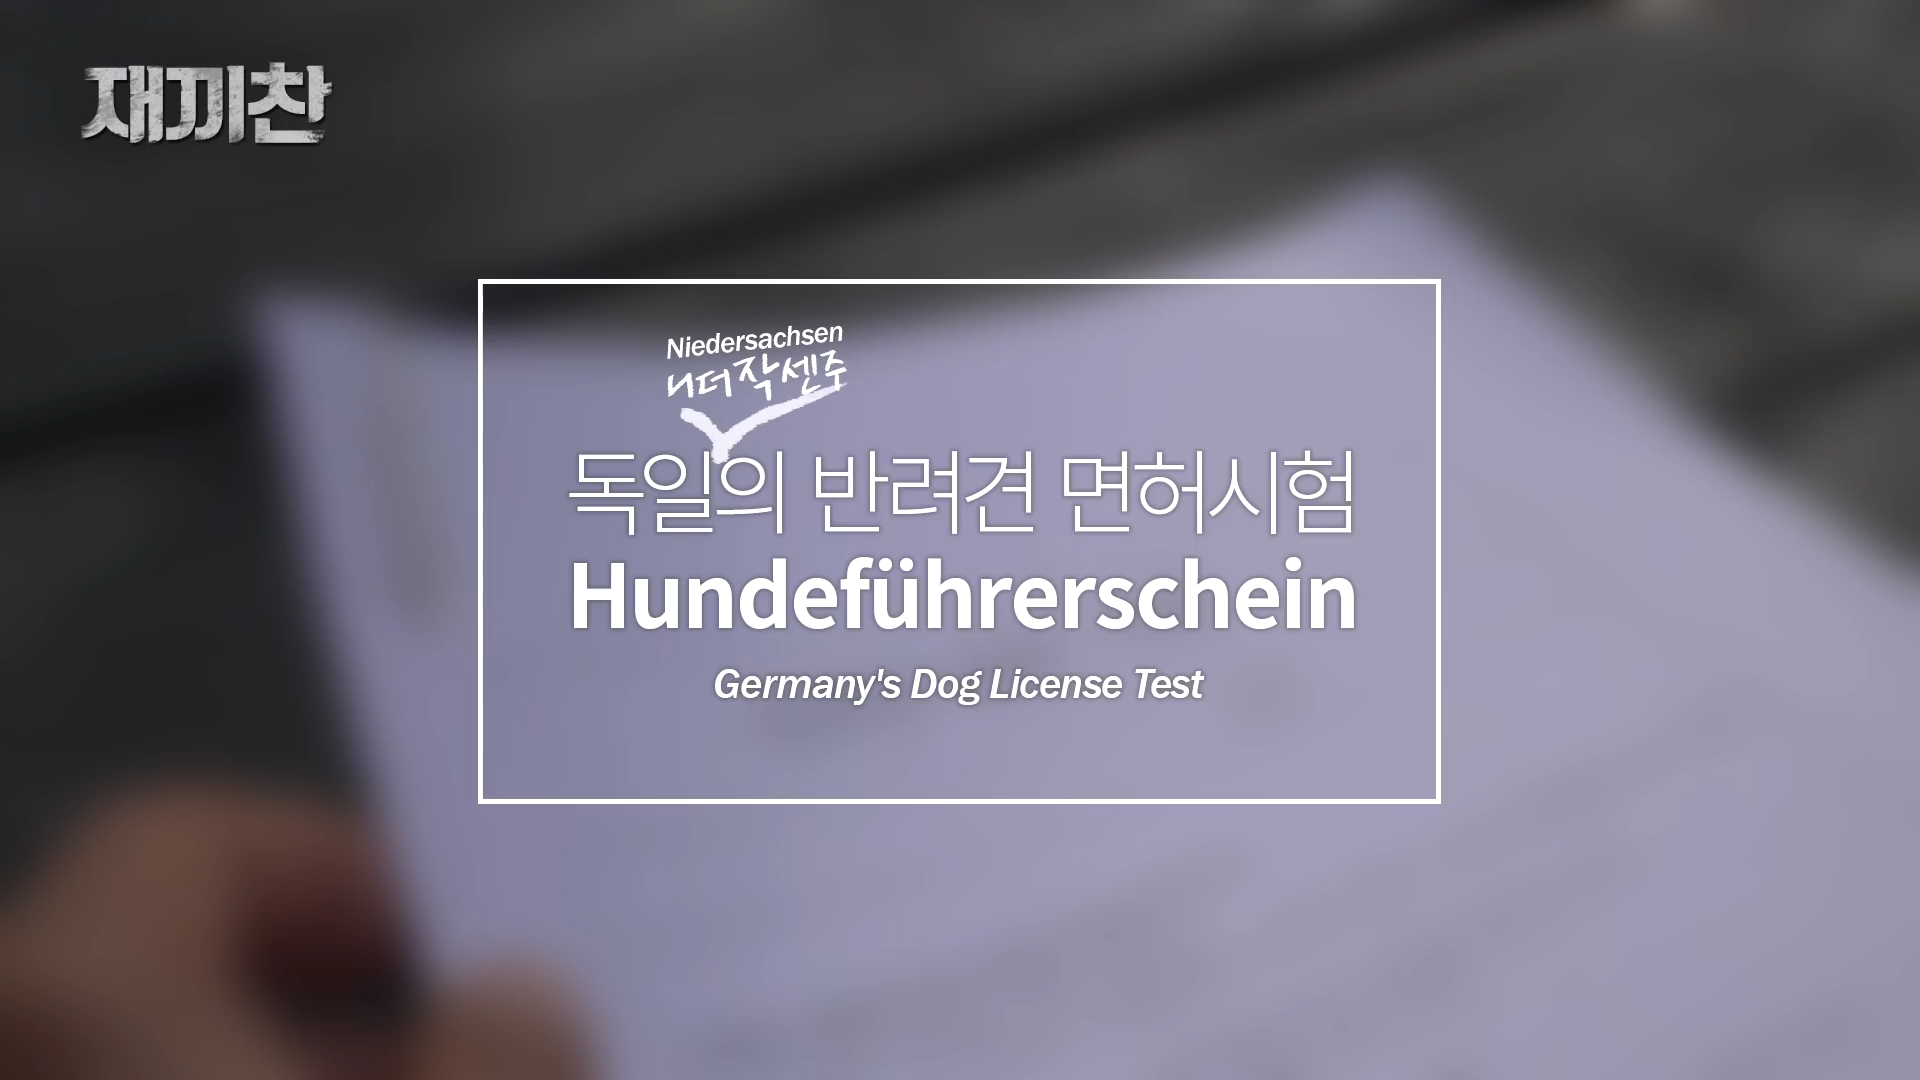 재끼찬
Niedersachsen
니더작센주
독일의 반려견 면허시험
Hundeführerschein
Germany's Dog License Test